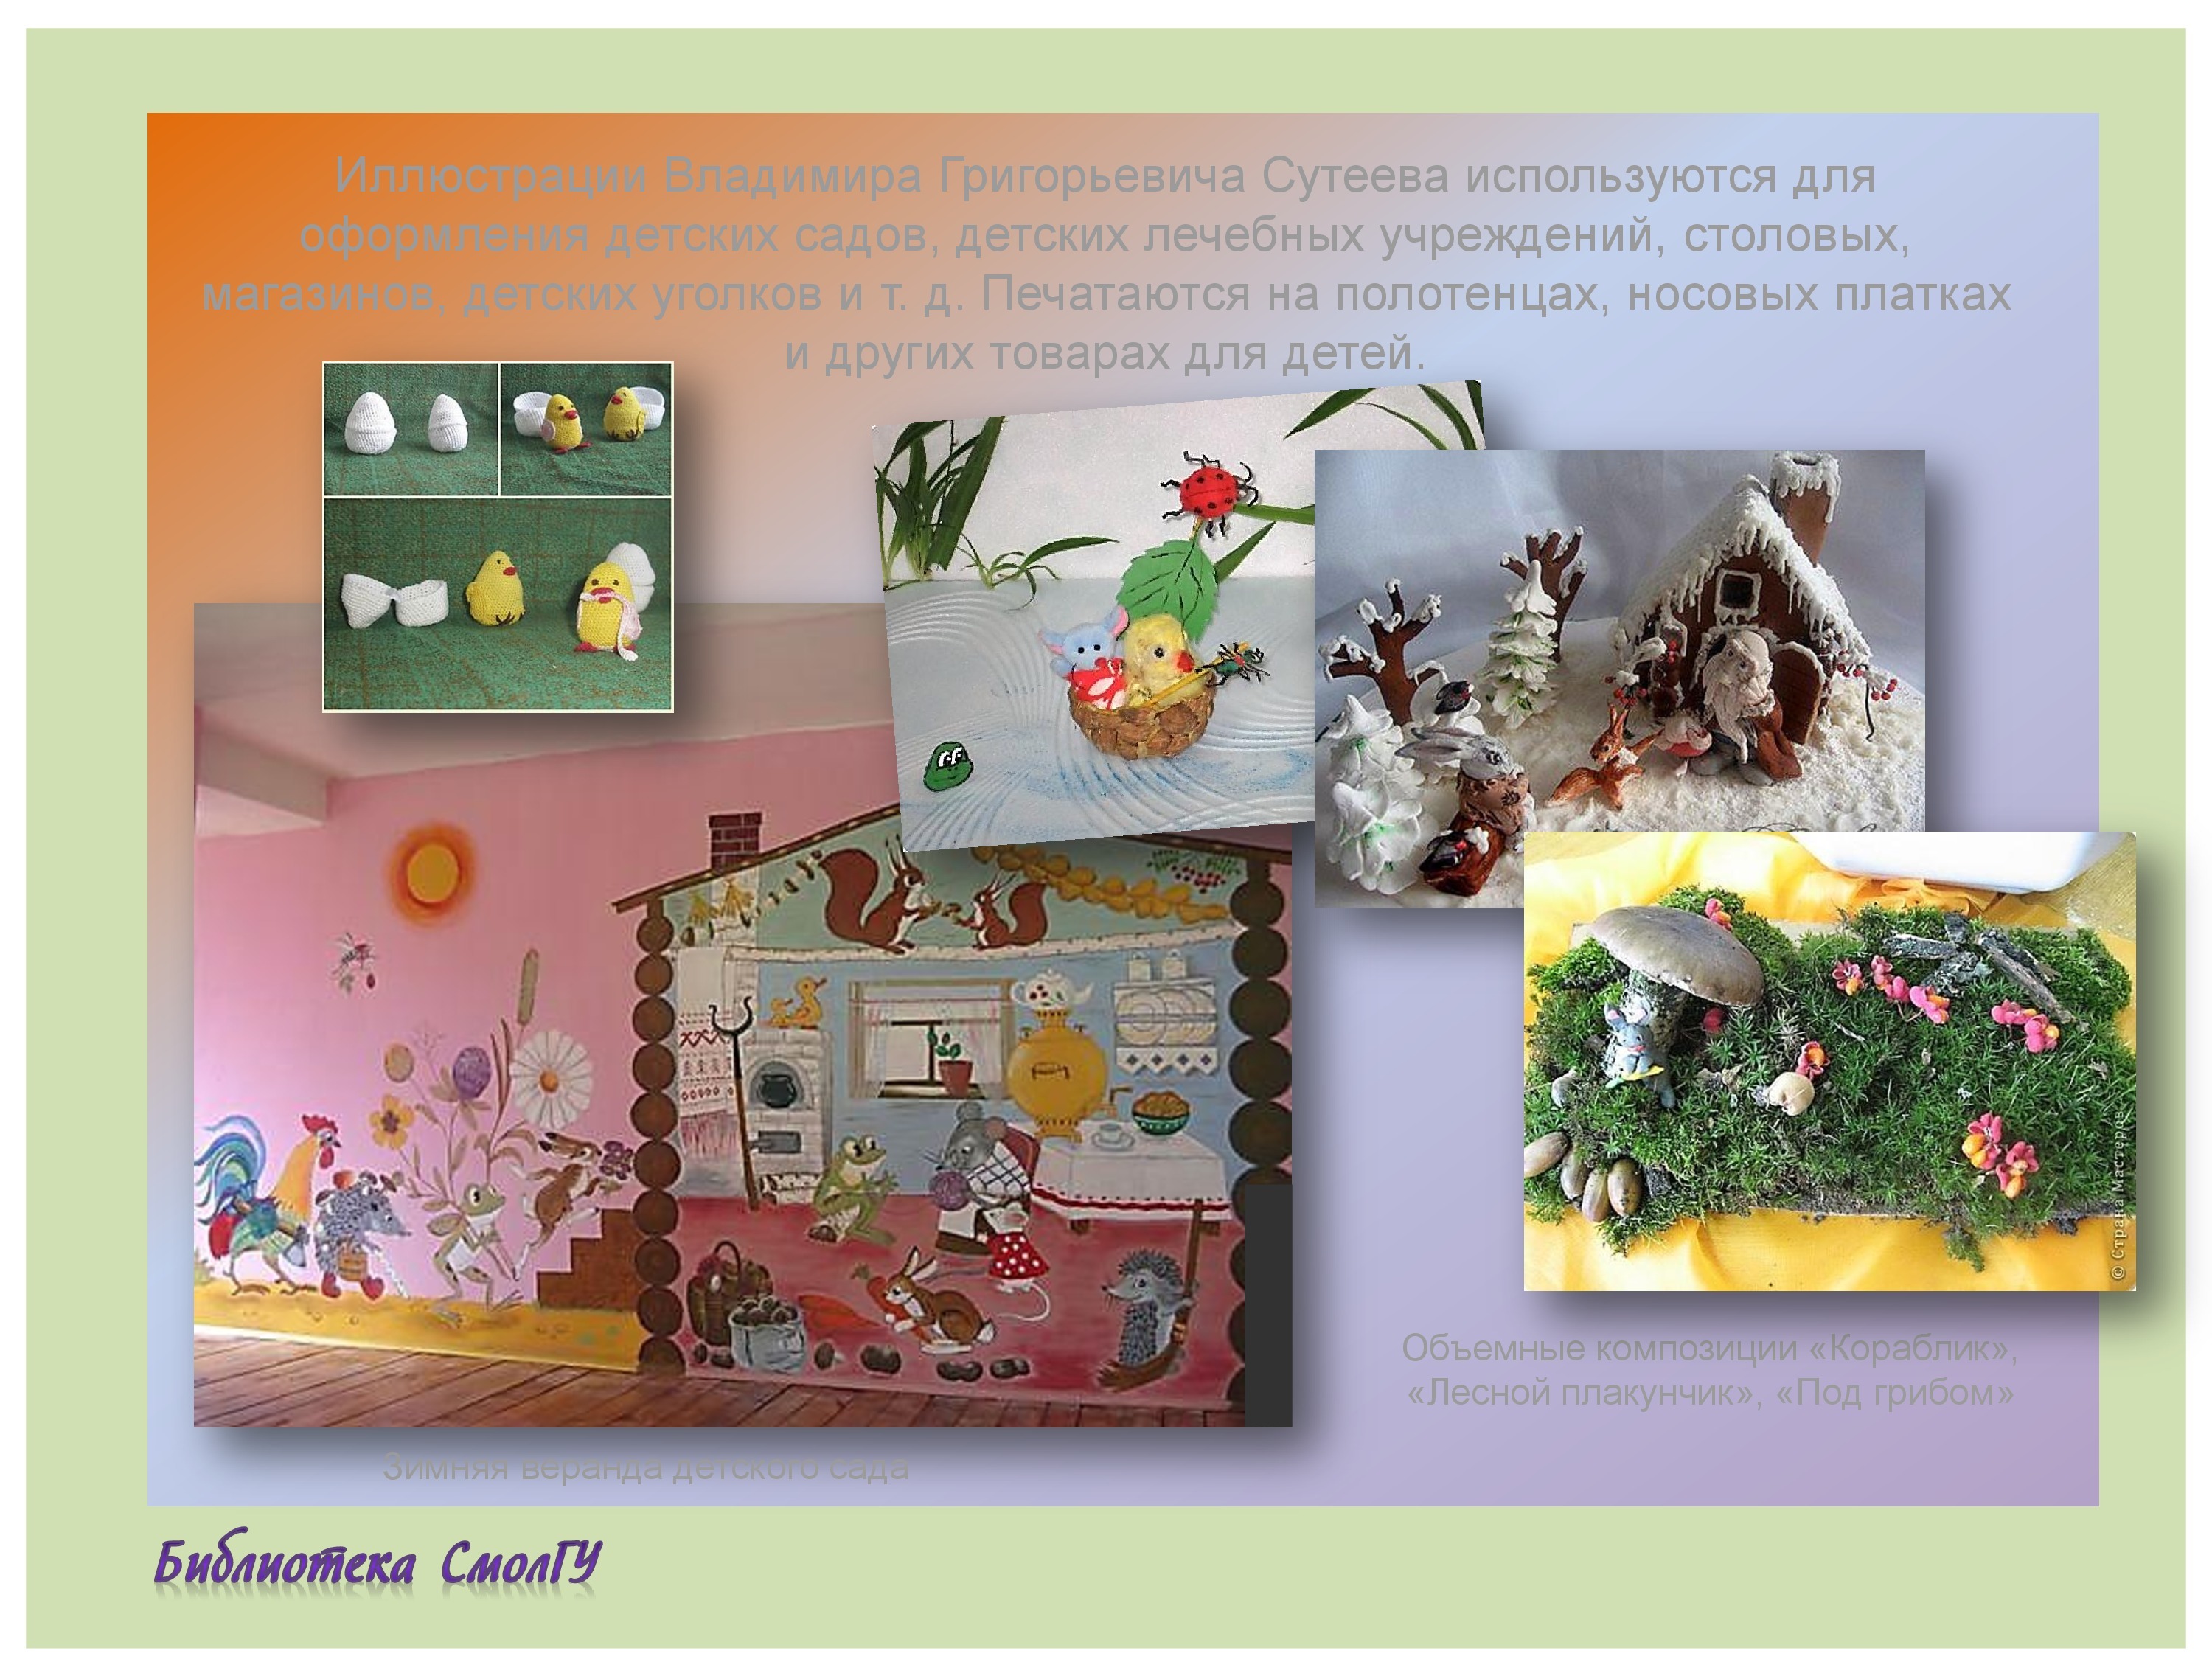 Иллюстрации Владимира Григорьевича Сутеева используются для
оформления детских садов, детских лечебных учреждений, столовых,
магазинов, детских уголков и т. д. Печатаются на полотенцах, носовых платках
и других товарах для детей.
© Страна Мастеров
Объемные композиции «Кораблик»,
«Лесной плакунчик», «Под грибом»
Зимняя веранда детского сада
Библиотека СмолГУ